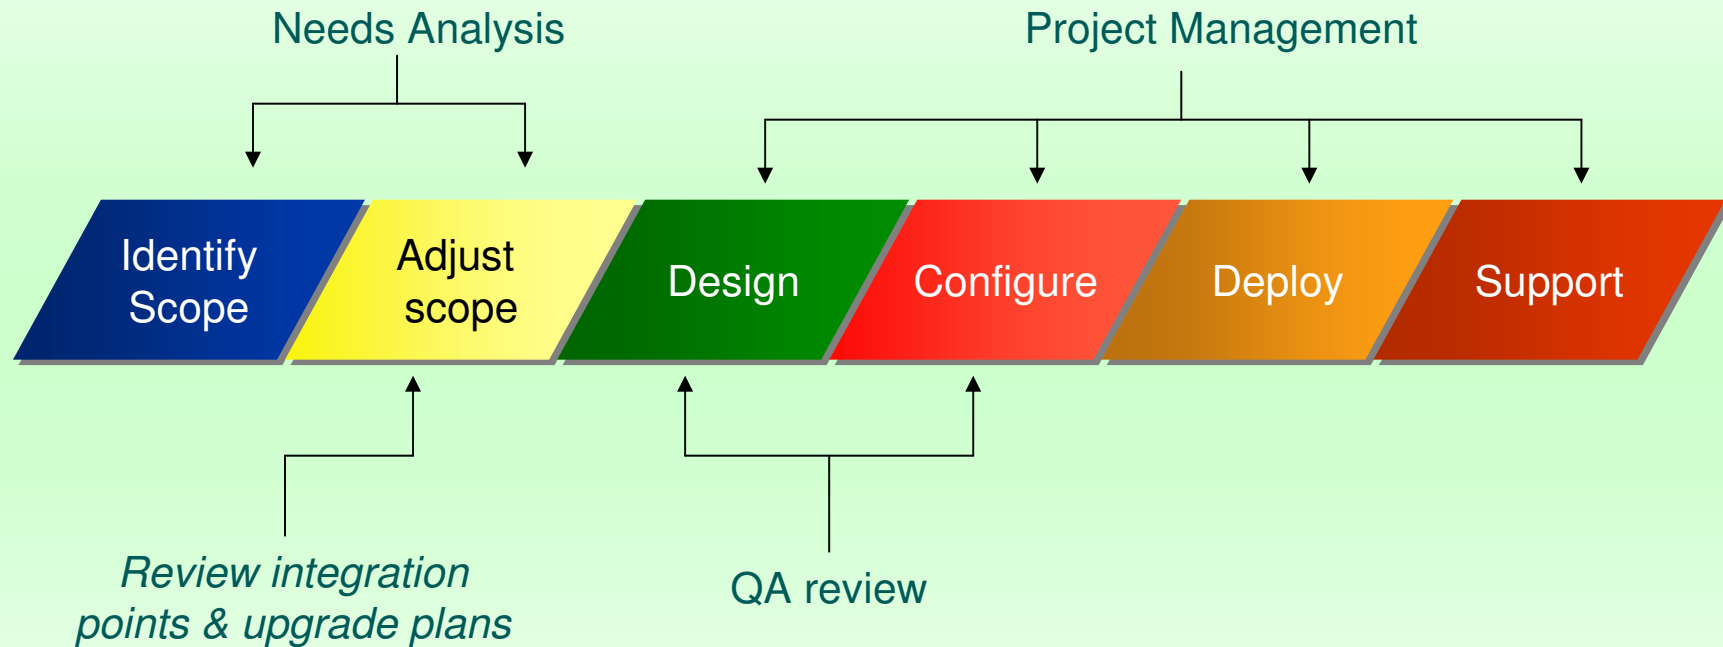 Needs Analysis
Project Management
Identify
Scope
Adjust
scope
Design
Configure
Deploy
Support
Review integration
points & upgrade plans
QA review